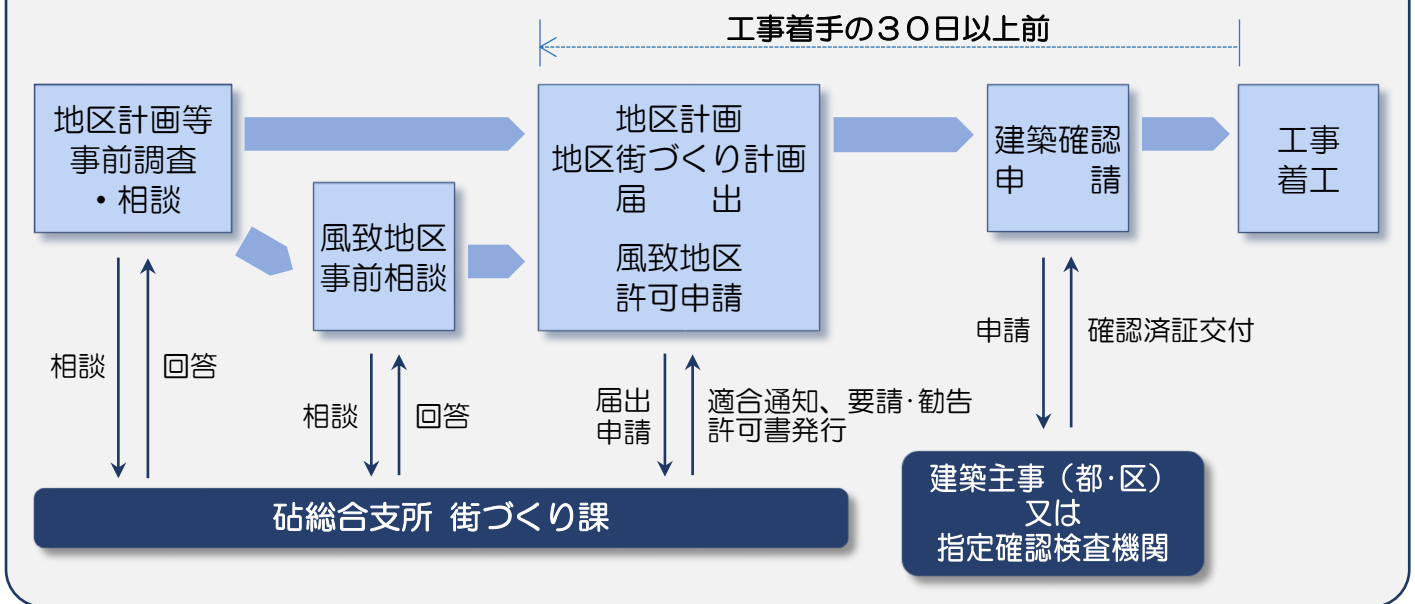 工事着手の３０日以上前
地区計画等
事前調査
・相談
風致地区
事前相談
地区計画
地区街づくり計画
届　　出
風致地区
許可申請
建築確認
申　　請
工事
着工
相談
回答
相談
回答
届出
申請
適合通知、要請･勧告
許可書発行
申請
確認済証交付
砧総合支所 街づくり課
建築主事（都･区）
又は
指定確認検査機関